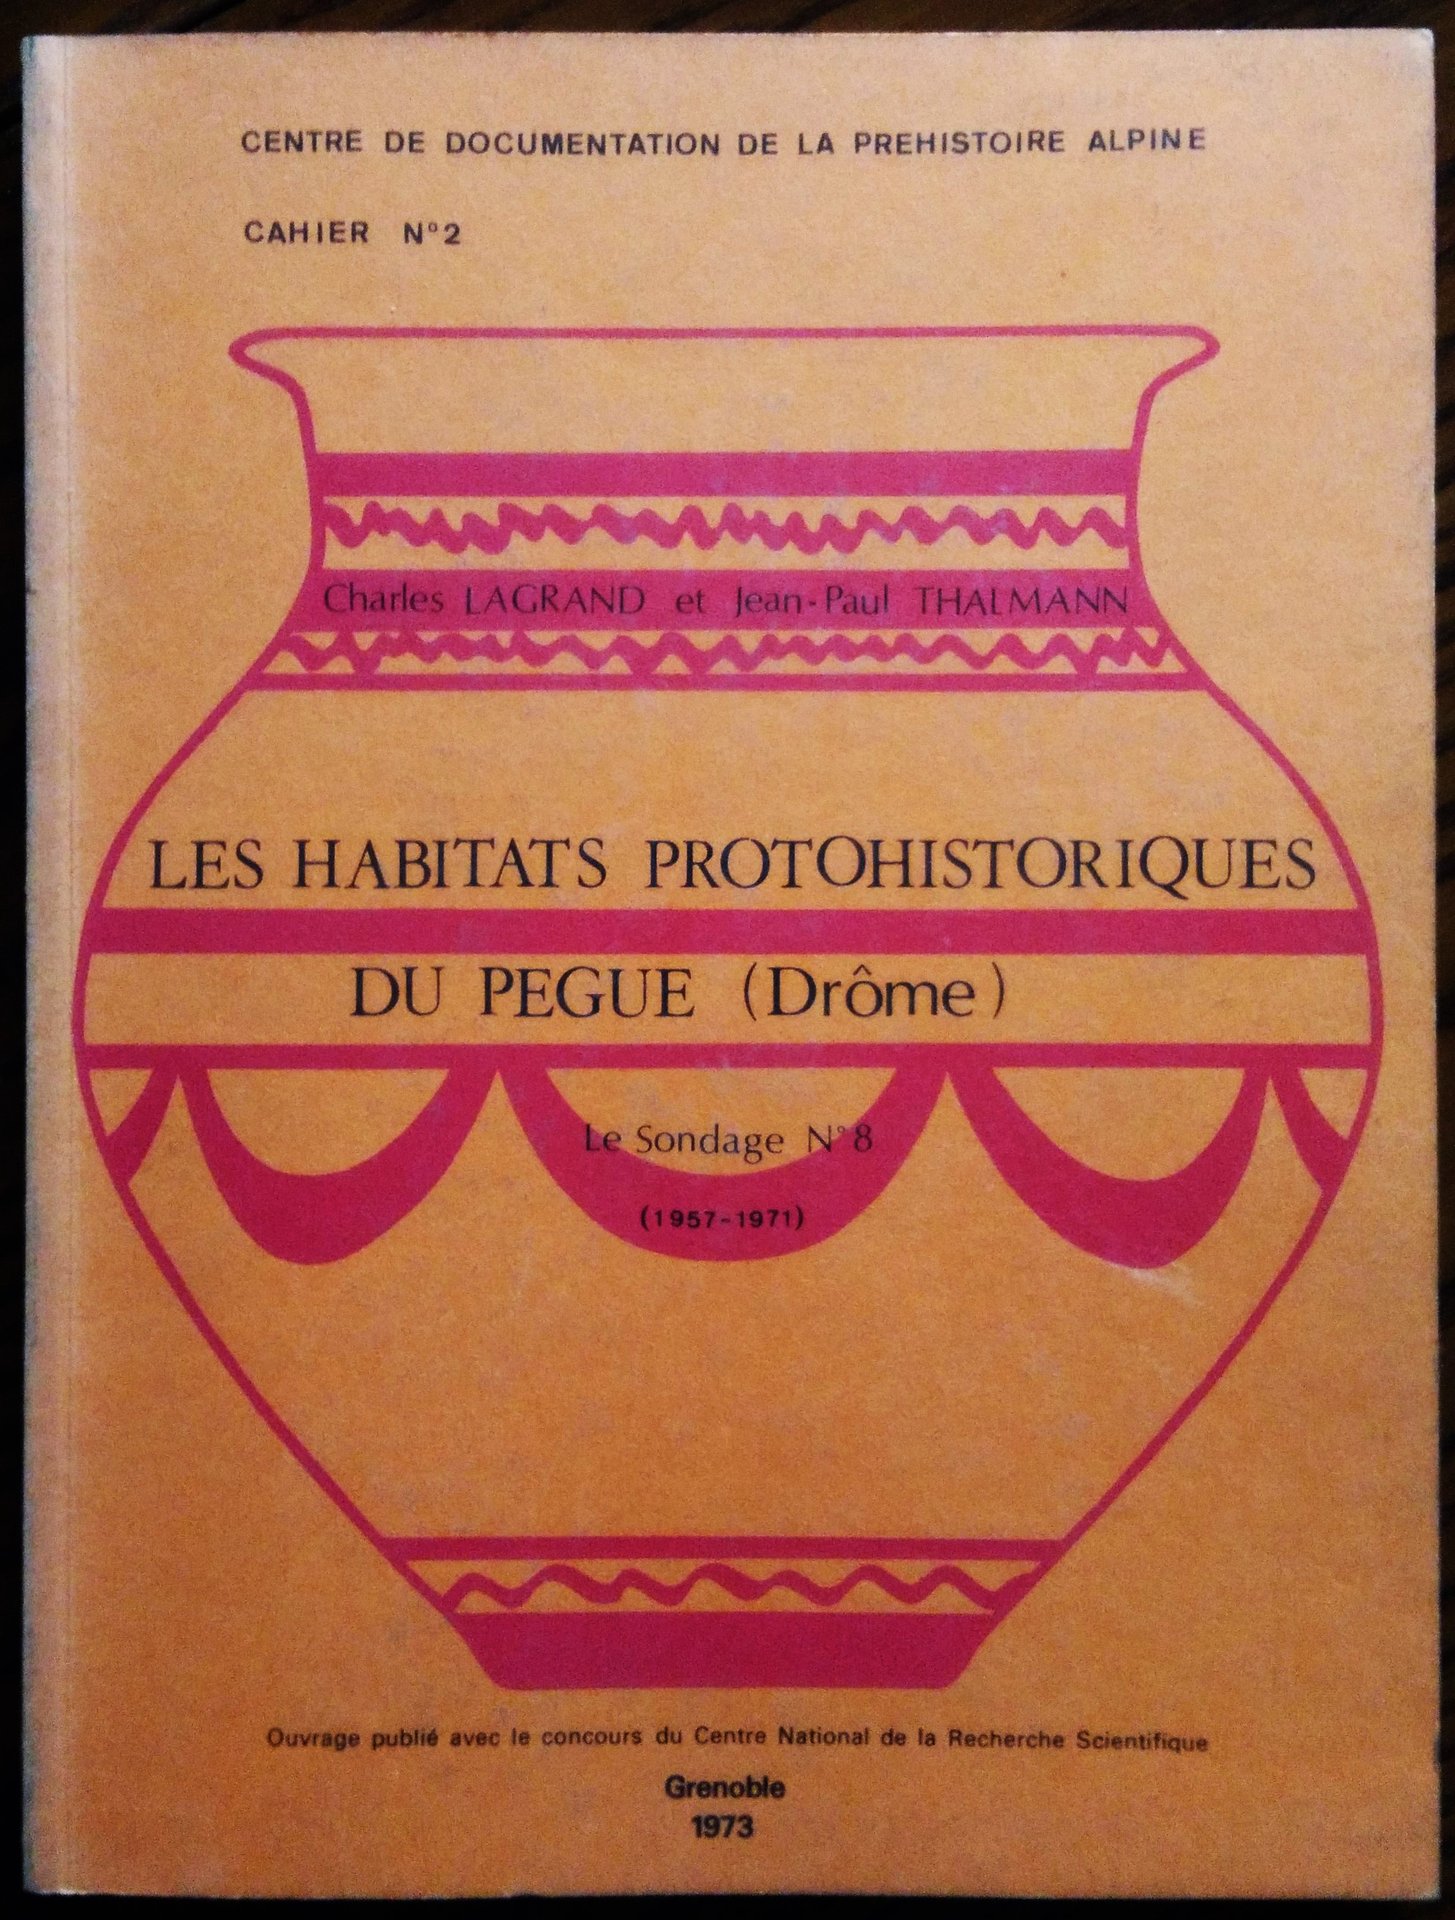 CENTRE DE DOCUMENTATION DE LA PREHISTOIRE ALPINE
CAHIER N°2
Charles LAGRAND et Jean-Paul THALMANN
LES HABITATS PROTOHISTORIQUES
DU PEGUE (Drôme)
Le Sondage N°8
(1957-1971)
Ouvrage publié avec le concours du Centre National de la Recherche Scientifique
Grenoble
1973